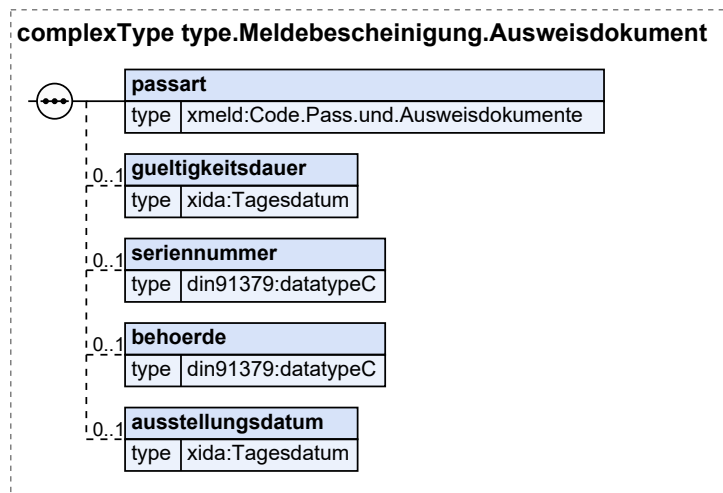 complexType type.Meldebescheinigung.Ausweisdokument
passart
type xmeld:Code.Pass.und.Ausweisdokumente
0..1 gueltigkeitsdauer
type xida:Tagesdatum
0..1 seriennummer
type din91379:datatypeC
0..1 behoerde
type din91379:datatypeC
0..1 ausstellungsdatum
type xida:Tagesdatum